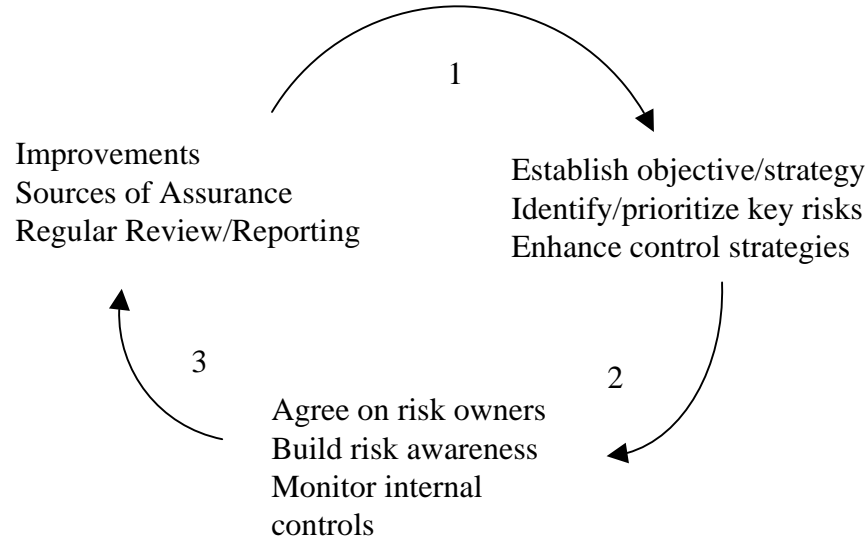 1
Improvements
Sources of Assurance
Regular Review/Reporting
Establish objective/strategy
Identify/prioritize key risks
Enhance control strategies
3
2
Agree on risk owners
Build risk awareness
Monitor internal
controls